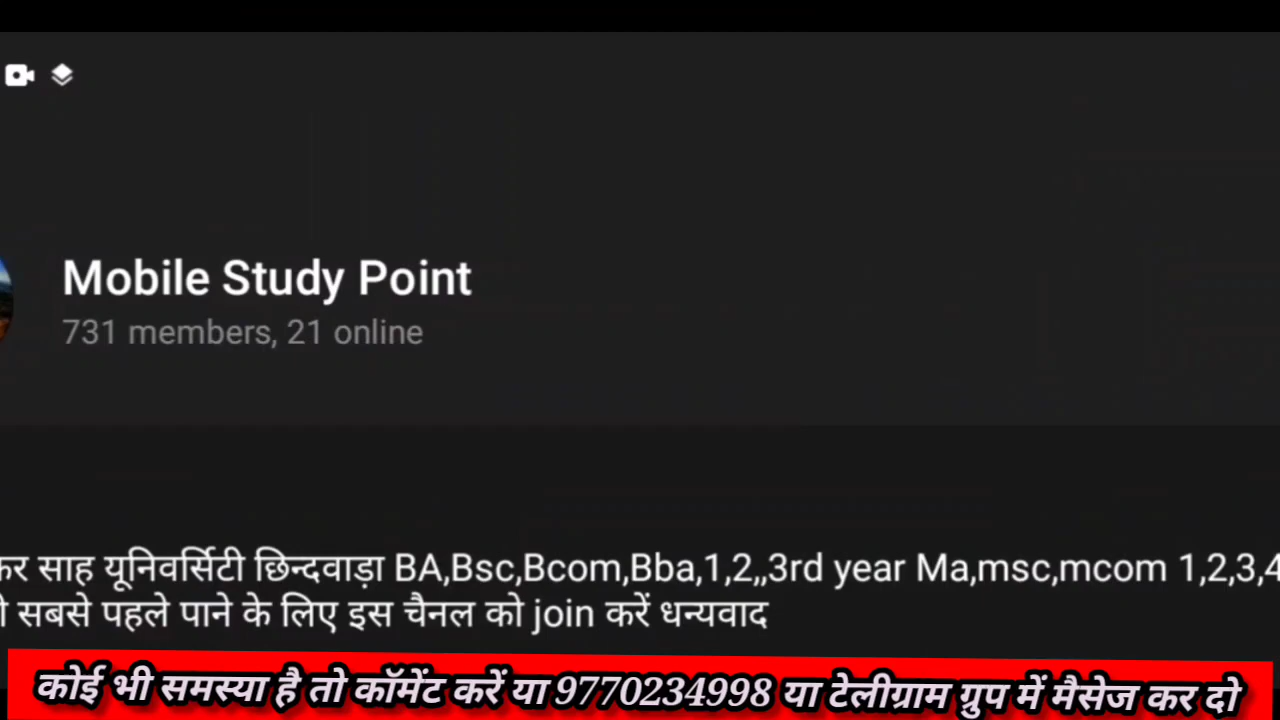 Mobile Study Point
731 members, 21 online
साह यूनिवर्सिटी छिन्दवाड़ा BA,Bsc,Bcom,Bba,1,2,,3rd year Ma,msc,mcom 1,2,3,4
सबसे पहले पाने के लिए इस चैनल को join करें धन्यवाद
कोई भी समस्या है तो कॉमेंट करें या 9770234998 या टेलीग्राम ग्रुप में मैसेज कर दो